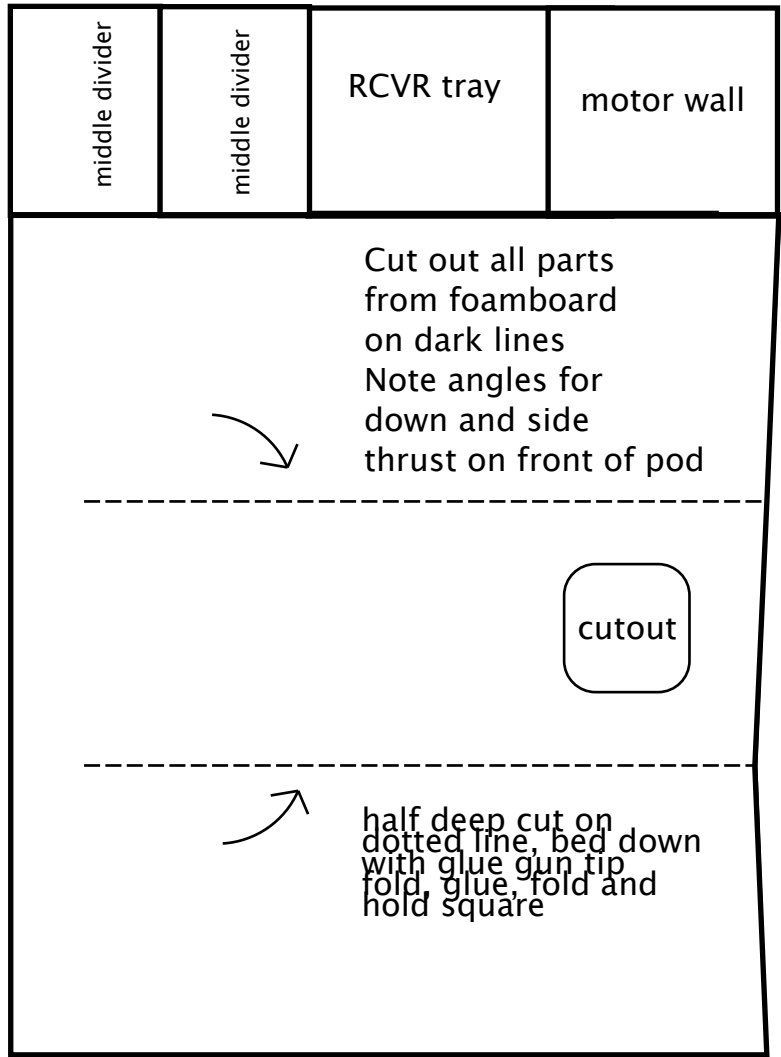 middle divider
middle divider
RCVR tray
motor wall
Cut out all parts
from foamboard
on dark lines
Note angles for
down and side
thrust on front of pod
cutout
half deep cut on
dotted line, bed down
with glue gun tip
fold, glue, fold and
hold square